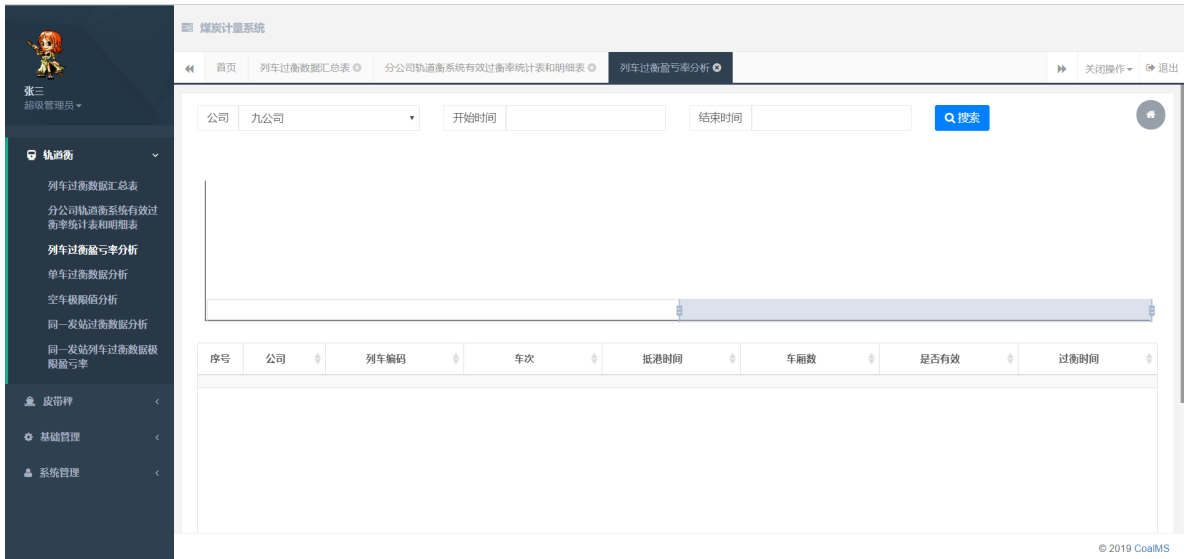 煤炭计量系统
首页 列车过衡数据汇总表 分公司轨道衡系统有效过衡率统计表和明细表 列车过衡盈亏率分析 关闭操作 退出
张三
超级管理员
公司 九公司 开始时间 结束时间 搜索
轨道衡
列车过衡数据汇总表
分公司轨道衡系统有效过
衡率统计表和明细表
列车过衡盈亏率分析
单车过衡数据分析
空车极限值分析
同一发站过衡数据分析
同一发站列车过衡数据极
限盈亏率
皮带秤
基础管理
系统管理
序号 公司 列车编码 车次 抵港时间 车厢数 是否有效 过衡时间
© 2019 CoalMS